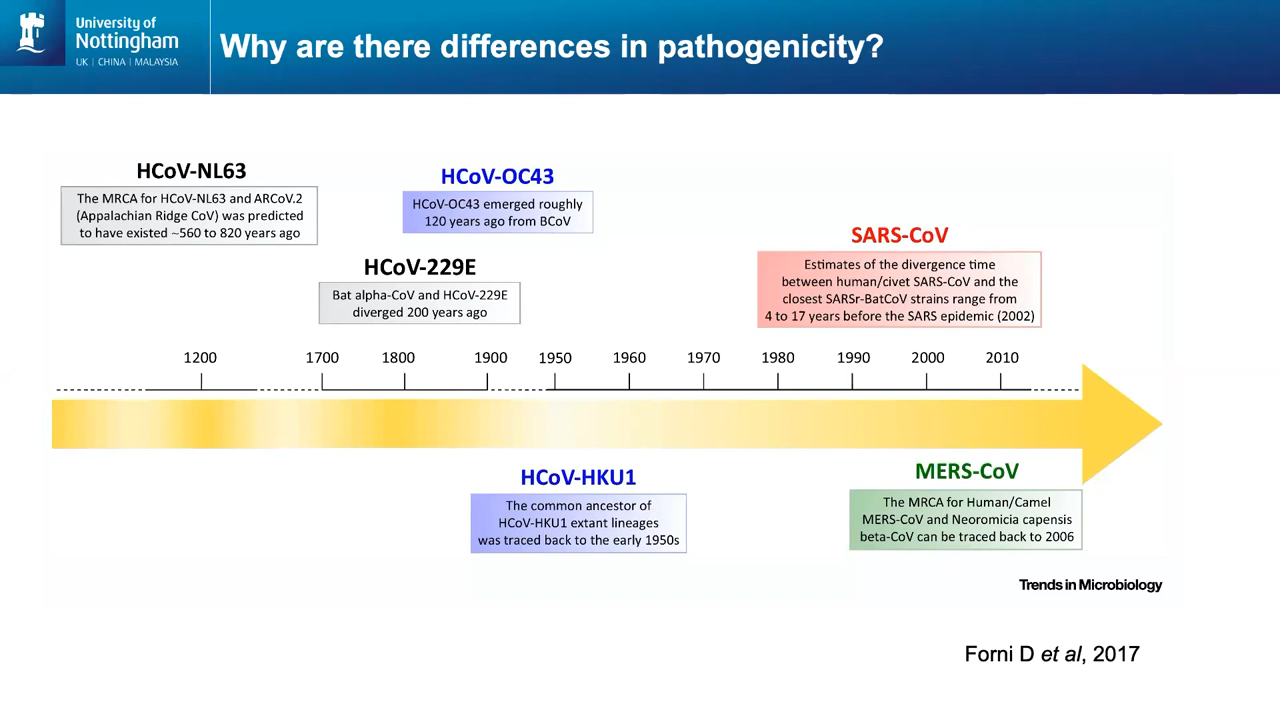 University of
Nottingham
UK | CHINA | MALAYSIA
Why are there differences in pathogenicity?
HCoV-NL63
The MRCA for HCoV-NL63 and ARCoV.2
(Appalachian Ridge CoV) was predicted
to have existed ~560 to 820 years ago
HCoV-OC43
HCoV-OC43 emerged roughly
120 years ago from BCoV
HCoV-229E
Bat alpha-CoV and HCoV-229E
diverged 200 years ago
SARS-CoV
Estimates of the divergence time
between human/civet SARS-CoV and the
closest SARSr-BatCoV strains range from
4 to 17 years before the SARS epidemic (2002)
1200 1700 1800 1900 1950 1960 1970 1980 1990 2000 2010
HCoV-HKU1
The common ancestor of
HCoV-HKU1 extant lineages
was traced back to the early 1950s
MERS-CoV
The MRCA for Human/Camel
MERS-CoV and Neoromicia capensis
beta-CoV can be traced back to 2006
Trends in Microbiology
Forni D et al, 2017